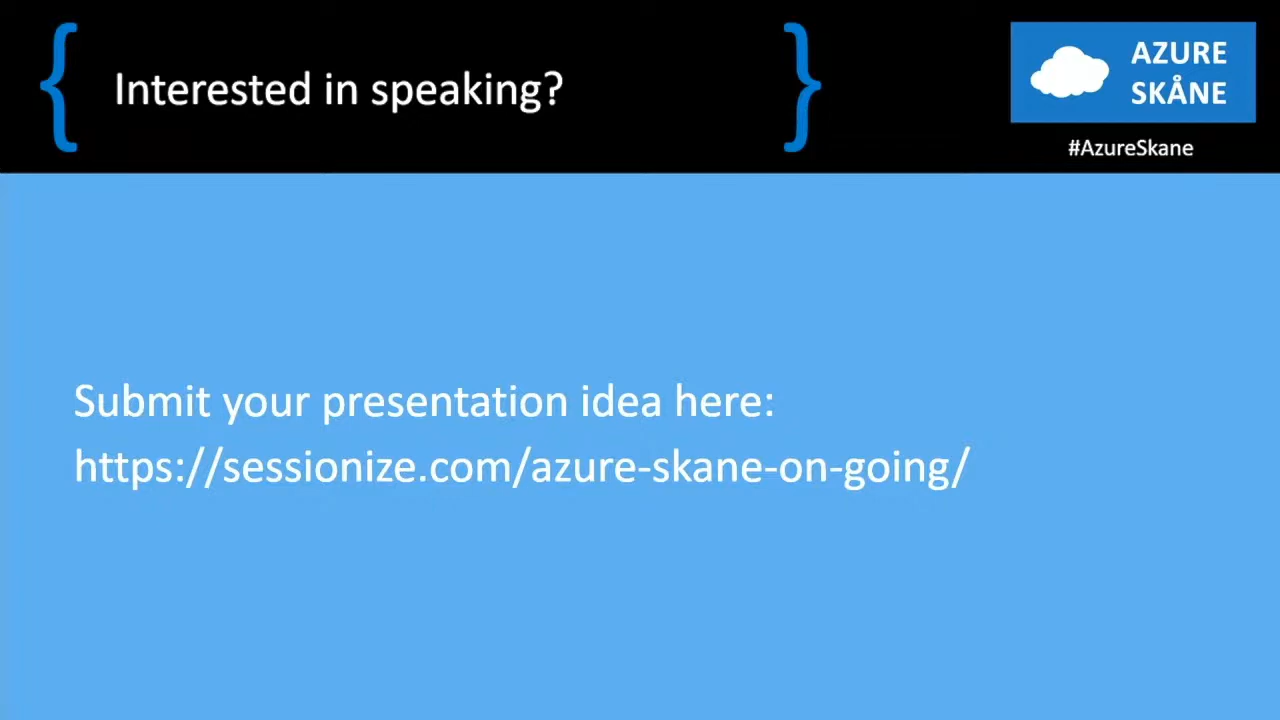 { Interested in speaking? }
AZURE
SKÅNE
#AzureSkane
Submit your presentation idea here:
https://sessionize.com/azure-skane-on-going/